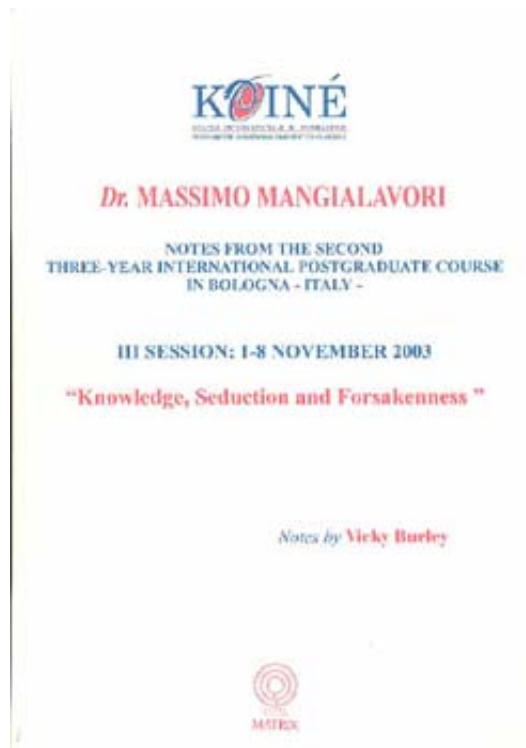 KOINÉ
Dr. MASSIMO MANGIALAVORI
NOTES FROM THE SECOND
THREE-YEAR INTERNATIONAL POSTGRADUATE COURSE
IN BOLOGNA - ITALY -
III SESSION: 1-8 NOVEMBER 2003
“Knowledge, Seduction and Forsakenness ”
Notes by Vicky Burley
MATRIX